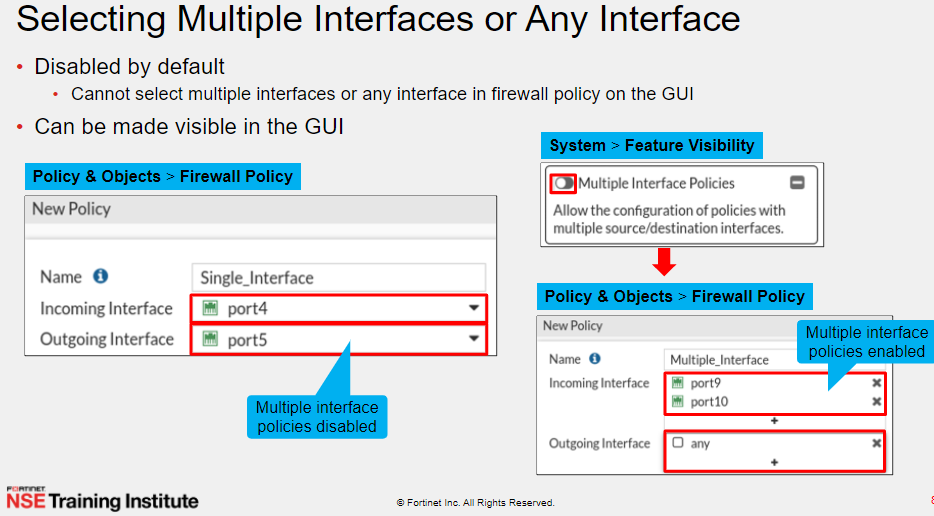 Selecting Multiple Interfaces or Any Interface
• Disabled by default
• Cannot select multiple interfaces or any interface in firewall policy on the GUI
• Can be made visible in the GUI
Policy & Objects > Firewall Policy
New Policy
Name
Single_Interface
Incoming Interface
port4
Outgoing Interface
port5
Multiple interface
policies disabled
System > Feature Visibility
Multiple Interface Policies
Allow the configuration of policies with
multiple source/destination interfaces.
Policy & Objects > Firewall Policy
New Policy
Multiple interface
policies enabled
Name
Multiple_Interface
Incoming Interface
port9
port10
+
Outgoing Interface
any
+
FORTINET
NSE Training Institute
© Fortinet Inc. All Rights Reserved.